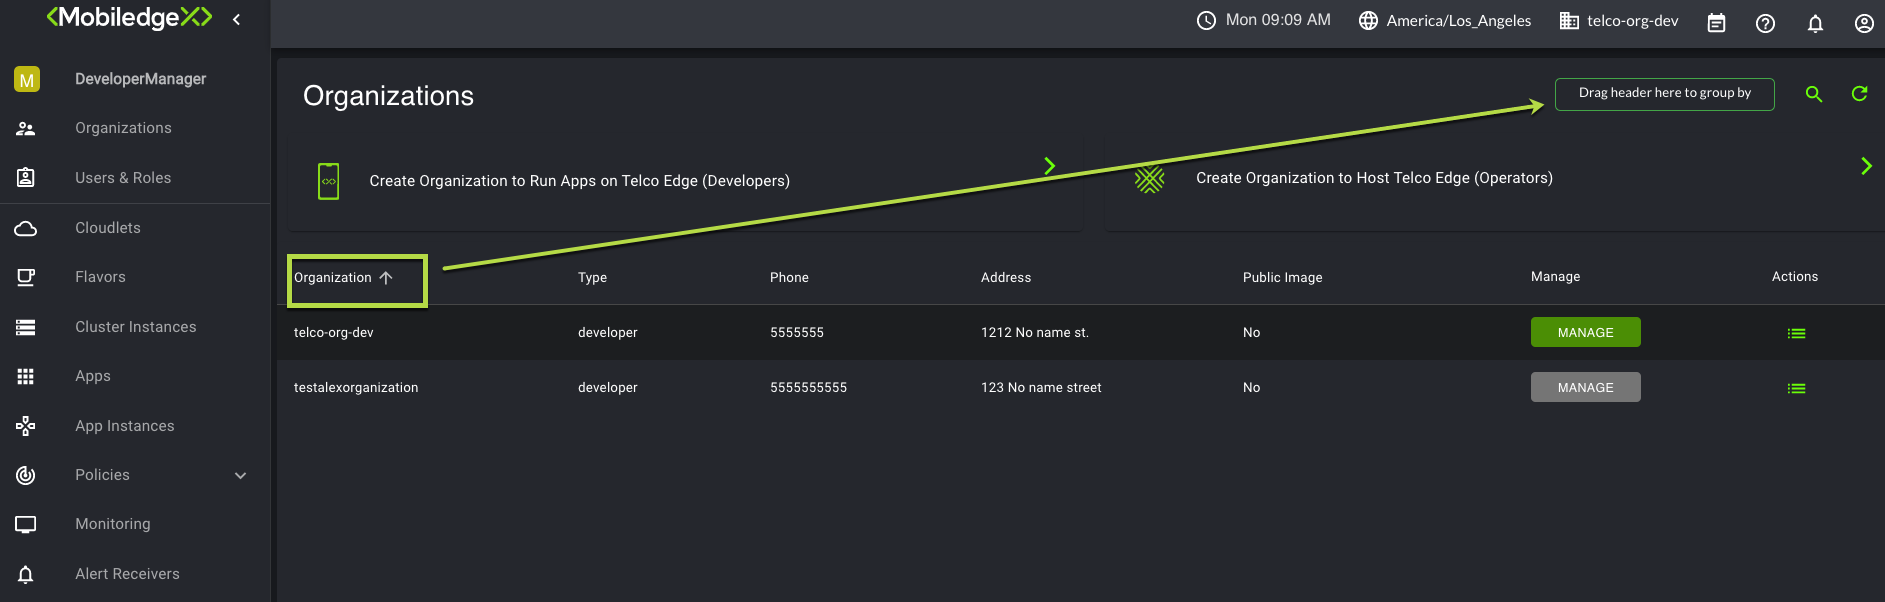 MobiledgeX
Mon 09:09 AM
America/Los_Angeles
telco-org-dev
M
DeveloperManager
Organizations
Users & Roles
Cloudlets
Flavors
Cluster Instances
Apps
App Instances
Policies
Monitoring
Alert Receivers
Organizations
Drag header here to group by
Create Organization to Run Apps on Telco Edge (Developers)
Create Organization to Host Telco Edge (Operators)
Organization Type Phone Address Public Image Manage Actions
telco-org-dev developer 5555555 1212 No name st. No MANAGE
testalexorganization developer 5555555555 123 No name street No MANAGE